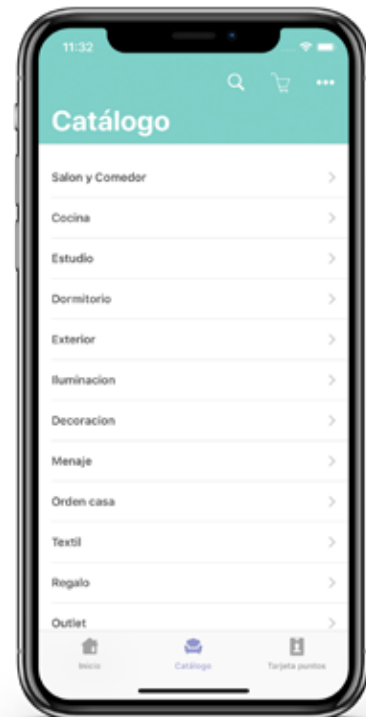 11:32
Catálogo
Salon y Comedor
Cocina
Estudio
Dormitorio
Exterior
Iluminacion
Decoracion
Menaje
Orden casa
Textil
Regalo
Outlet
Inicio
Catálogo
Tarjeta puntos